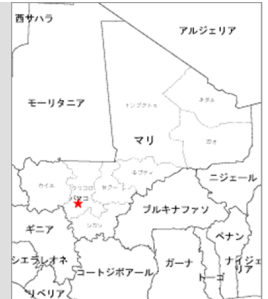 西サハラ
アルジェリア
モーリタニア
トンブクトゥ
キダル
マリ
ガオ
モプティ
カイエ
クリコロ
セグー
バマコ
シカソ
ニジェール
ブルキナファソ
ギニア
ベナン
シエラレオネ
コートジボアール
ガーナ
トーゴ
ナイジェ
リア
リベリア